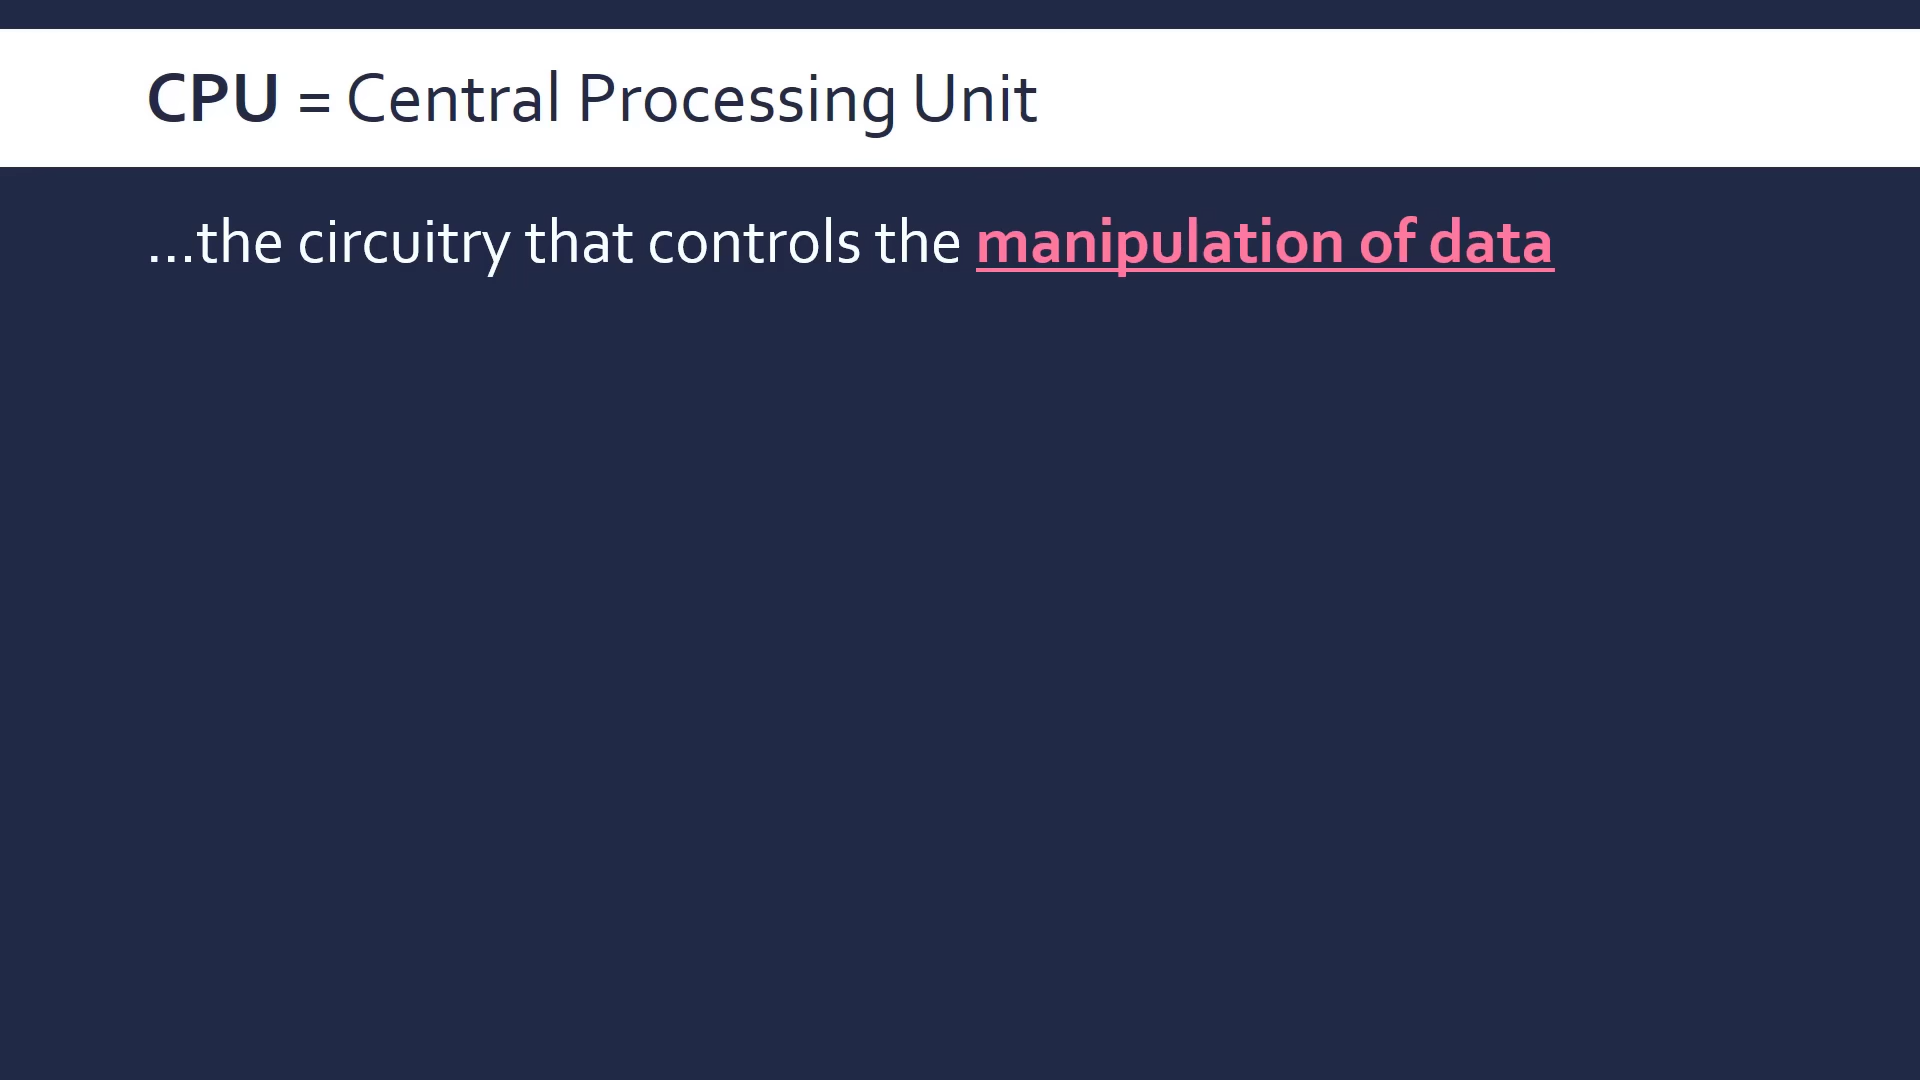 CPU = Central Processing Unit
...the circuitry that controls the manipulation of data